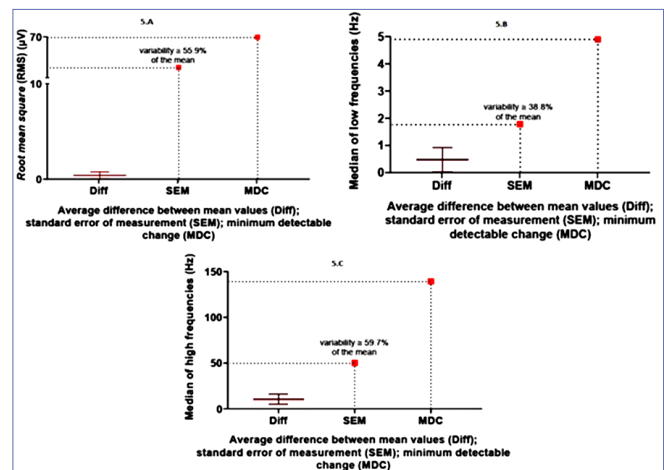 5.A
Root mean square (RMS) (μV)
70
10
0
variability ≥ 55.9%
of the mean
Diff SEM MDC
Average difference between mean values (Diff);
standard error of measurement (SEM); minimum detectable
change (MDC)
5.B
Median of low frequencies (Hz)
5
4
3
2
1
0
variability ≥ 38.8%
of the mean
Diff SEM MDC
Average difference between mean values (Diff);
standard error of measurement (SEM); minimum
detectable change (MDC)
5.C
Median of high frequencies (Hz)
150
100
50
0
variability ≥ 59.7%
of the mean
Diff SEM MDC
Average difference between mean values (Diff);
standard error of measurement (SEM); minimum detectable
change (MDC)